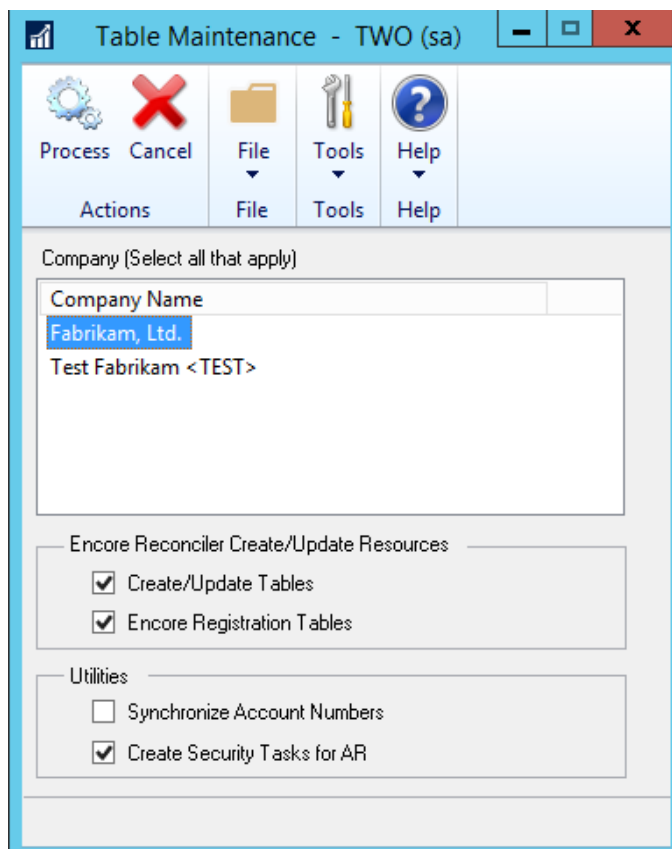 Table Maintenance - TWO (sa)
Process Cancel File Tools Help
Actions File Tools Help
Company (Select all that apply)
Company Name
Fabrikam, Ltd.
Test Fabrikam <TEST>
Encore Reconciler Create/Update Resources
Create/Update Tables
Encore Registration Tables
Utilities
Synchronize Account Numbers
Create Security Tasks for AR